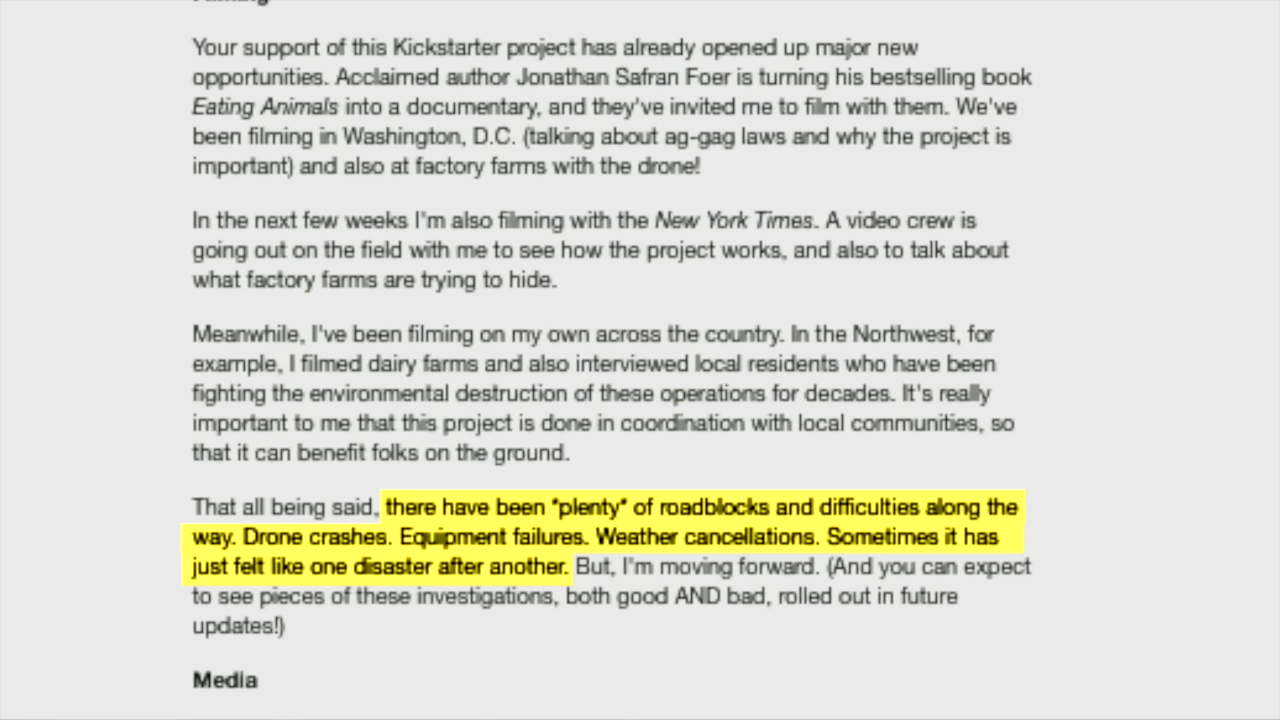 Your support of this Kickstarter project has already opened up major new
opportunities. Acclaimed author Jonathan Safran Foer is turning his bestselling book
Eating Animals into a documentary, and they've invited me to film with them. We've
been filming in Washington, D.C. (talking about ag-gag laws and why the project is
important) and also at factory farms with the drone!
In the next few weeks I'm also filming with the New York Times. A video crew is
going out on the field with me to see how the project works, and also to talk about
what factory farms are trying to hide.
Meanwhile, I've been filming on my own across the country. In the Northwest, for
example, I filmed dairy farms and also interviewed local residents who have been
fighting the environmental destruction of these operations for decades. It's really
important to me that this project is done in coordination with local communities, so
that it can benefit folks on the ground.
That all being said, there have been *plenty* of roadblocks and difficulties along the
way. Drone crashes. Equipment failures. Weather cancellations. Sometimes it has
just felt like one disaster after another. But, I'm moving forward. (And you can expect
to see pieces of these investigations, both good AND bad, rolled out in future
updates!)
Media